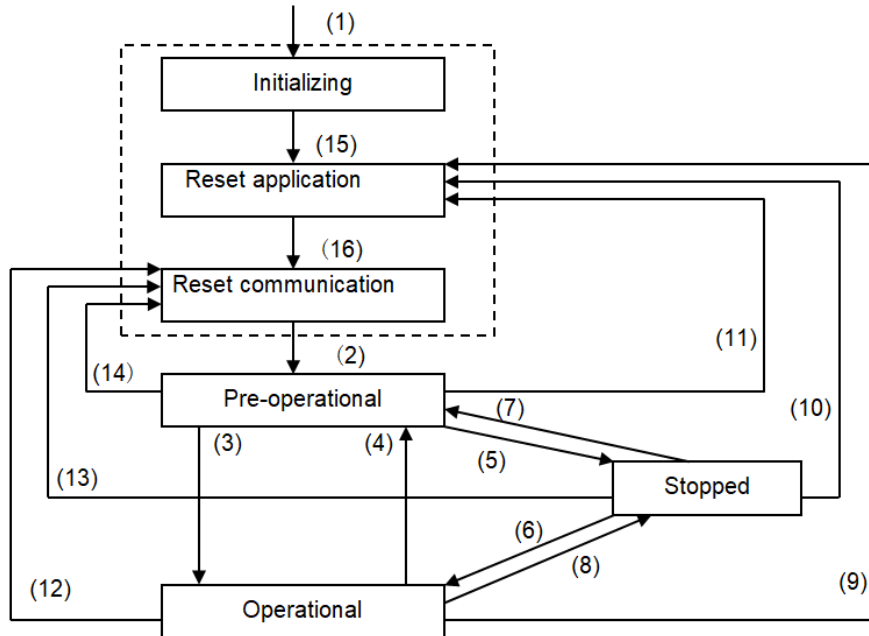 (1)
Initializing
(15)
Reset application
（16)
Reset communication
(11)
（2)
(14）
Pre-operational
(7)
(10)
(3)
(4)
(5)
(13)
Stopped
(6)
(8)
(12)
(9)
Operational